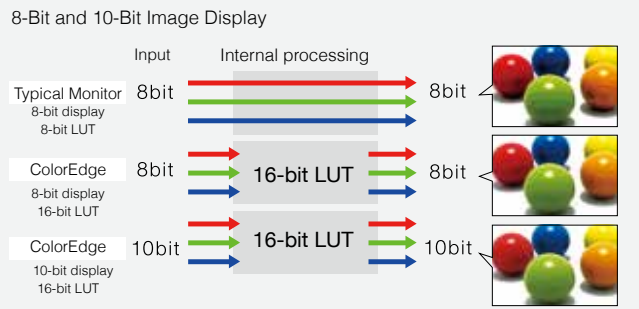 8-Bit and 10-Bit Image Display
Input
Internal processing
Typical Monitor
8-bit display
8-bit LUT
8bit
8bit
ColorEdge
8-bit display
16-bit LUT
8bit
16-bit LUT
8bit
ColorEdge
10-bit display
16-bit LUT
10bit
16-bit LUT
10bit